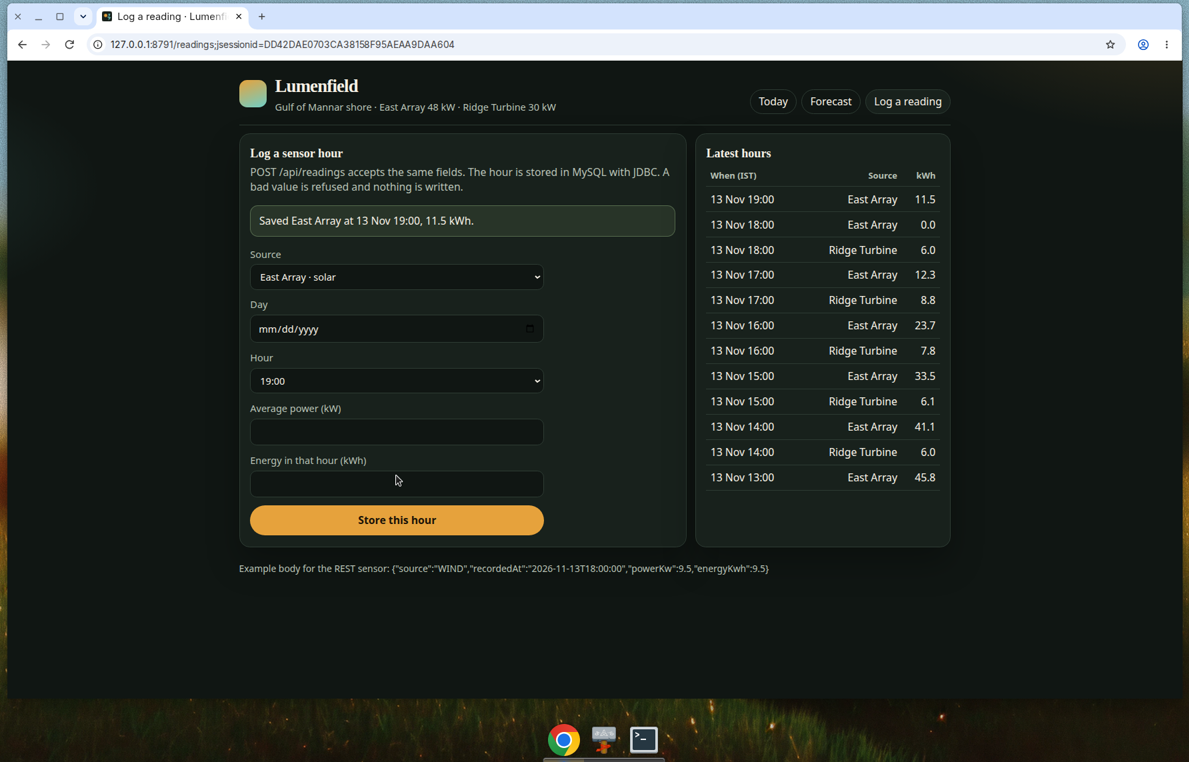 Log a reading · Lumenfi
127.0.0.1:8791/readings;jsessionid=DD42DAE0703CA38158F95AEAA9DAA604
Lumenfield
Gulf of Mannar shore · East Array 48 kW · Ridge Turbine 30 kW
Today
Forecast
Log a reading
Log a sensor hour
POST /api/readings accepts the same fields. The hour is stored in MySQL with JDBC. A
bad value is refused and nothing is written.
Saved East Array at 13 Nov 19:00, 11.5 kWh.
Source
East Array · solar
Day
mm/dd/yyyy
Hour
19:00
Average power (kW)
Energy in that hour (kWh)
Store this hour
Latest hours
When (IST) Source kWh
13 Nov 19:00 East Array 11.5
13 Nov 18:00 East Array 0.0
13 Nov 18:00 Ridge Turbine 6.0
13 Nov 17:00 East Array 12.3
13 Nov 17:00 Ridge Turbine 8.8
13 Nov 16:00 East Array 23.7
13 Nov 16:00 Ridge Turbine 7.8
13 Nov 15:00 East Array 33.5
13 Nov 15:00 Ridge Turbine 6.1
13 Nov 14:00 East Array 41.1
13 Nov 14:00 Ridge Turbine 6.0
13 Nov 13:00 East Array 45.8
Example body for the REST sensor: {"source":"WIND","recordedAt":"2026-11-13T18:00:00","powerKw":9.5,"energyKwh":9.5}